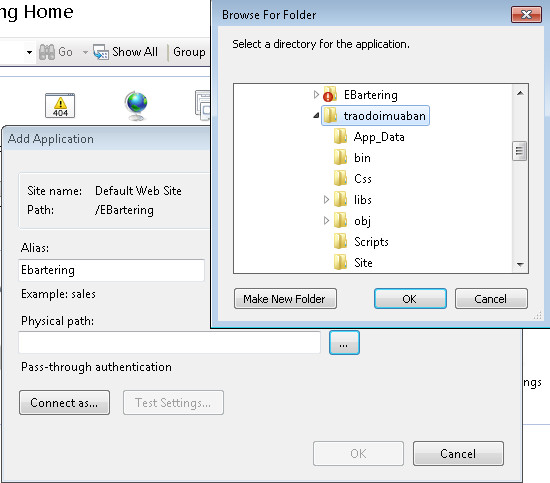 ng Home
Go
Show All
Group
404
Add Application
Site name: Default Web Site
Path: /EBartering
Alias:
Ebartering
Example: sales
Physical path:
...
Pass-through authentication
Connect as...
Test Settings...
OK
Cancel
ngs
Browse For Folder
Select a directory for the application.
EBartering
traodoimuaban
App_Data
bin
Css
libs
obj
Scripts
Site
Make New Folder
OK
Cancel